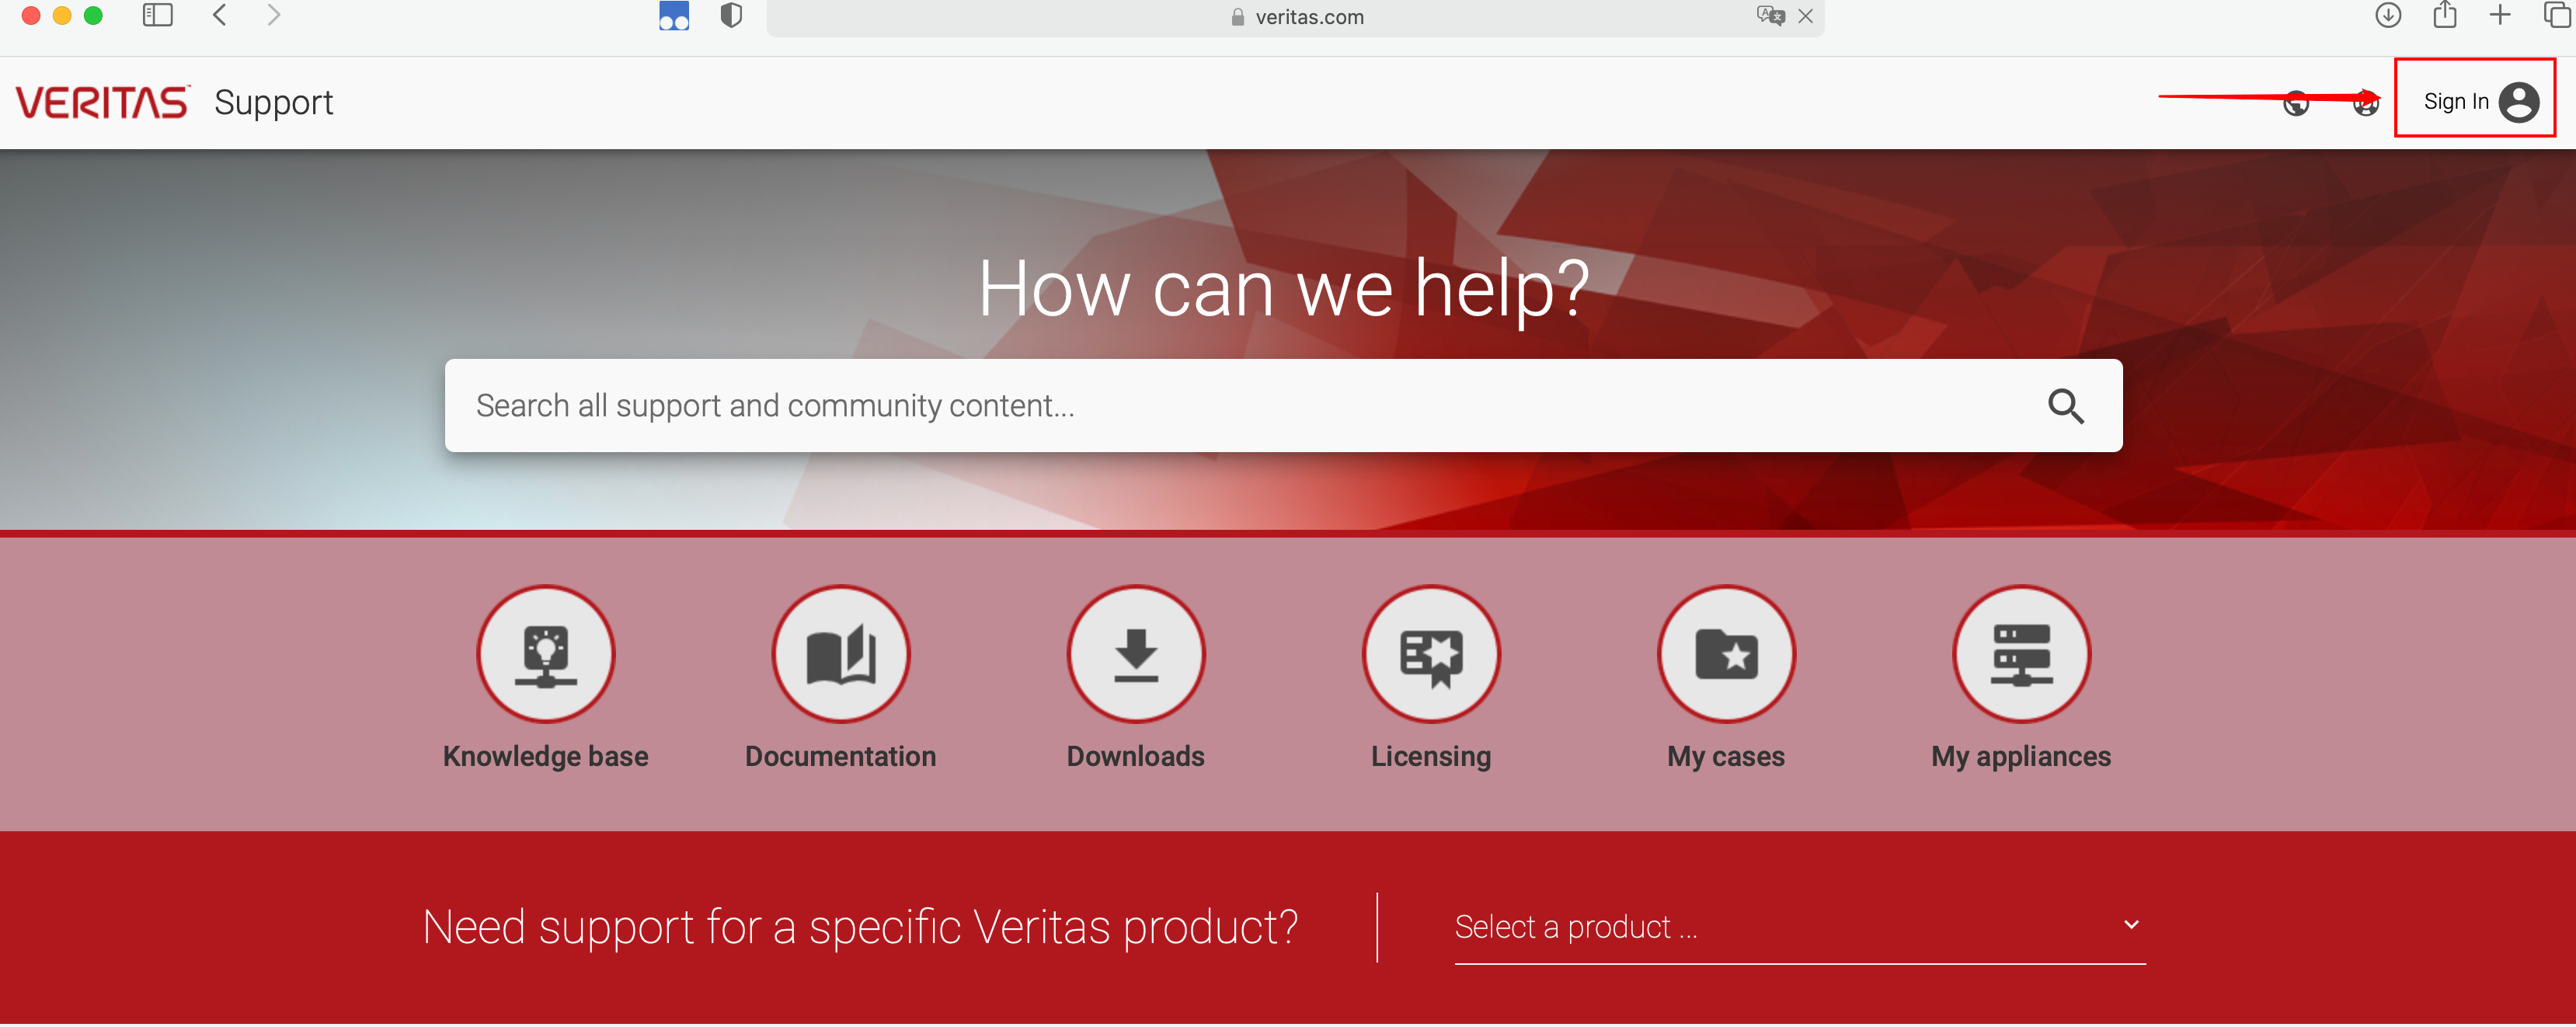 veritas.com
VERITAS™ Support
Sign In
How can we help?
Search all support and community content...
Knowledge base
Documentation
Downloads
Licensing
My cases
My appliances
Need support for a specific Veritas product?
Select a product ...